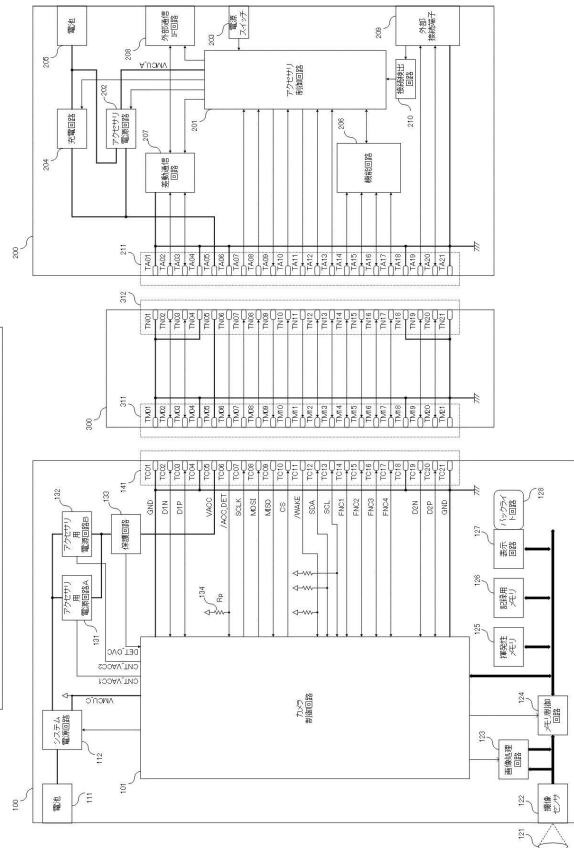 100
電池
111
システム
電源回路
112
VMCU_C
アクセサリ
用
電源回路A
131
アクセサリ
用
電源回路B
132
保護回路
133
CNT_VACC1
CNT_VACC2
DET_OVC
101
カメラ
制御回路
134
Rp
GND
D1N
D1P
VACC
/ACC_DET
SCLK
MOSI
MISO
CS
/WAKE
SDA
SCL
FNC1
FNC2
FNC3
FNC4
D2N
D2P
GND
141
TC01
TC02
TC03
TC04
TC05
TC06
TC07
TC08
TC09
TC10
TC11
TC12
TC13
TC14
TC15
TC16
TC17
TC18
TC19
TC20
TC21
121
撮像
センサ
122
画像処理
回路
123
メモリ制御
回路
124
揮発性
メモリ
125
記録用
メモリ
126
表示
回路
127
バックライ
ト回路
128
300
311
TM01
TM02
TM03
TM04
TM05
TM06
TM07
TM08
TM09
TM10
TM11
TM12
TM13
TM14
TM15
TM16
TM17
TM18
TM19
TM20
TM21
312
TN01
TN02
TN03
TN04
TN05
TN06
TN07
TN08
TN09
TN10
TN11
TN12
TN13
TN14
TN15
TN16
TN17
TN18
TN19
TN20
TN21
200
211
TA01
TA02
TA03
TA04
TA05
TA06
TA07
TA08
TA09
TA10
TA11
TA12
TA13
TA14
TA15
TA16
TA17
TA18
TA19
TA20
TA21
充電回路
204
電池
205
アクセサリ
電源回路
202
VMCU_A
差動通信
回路
207
外部通信
IF回路
208
電源
スイッチ
203
アクセサリ
制御回路
201
機能回路
206
接続検出
回路
210
外部
接続端子
209